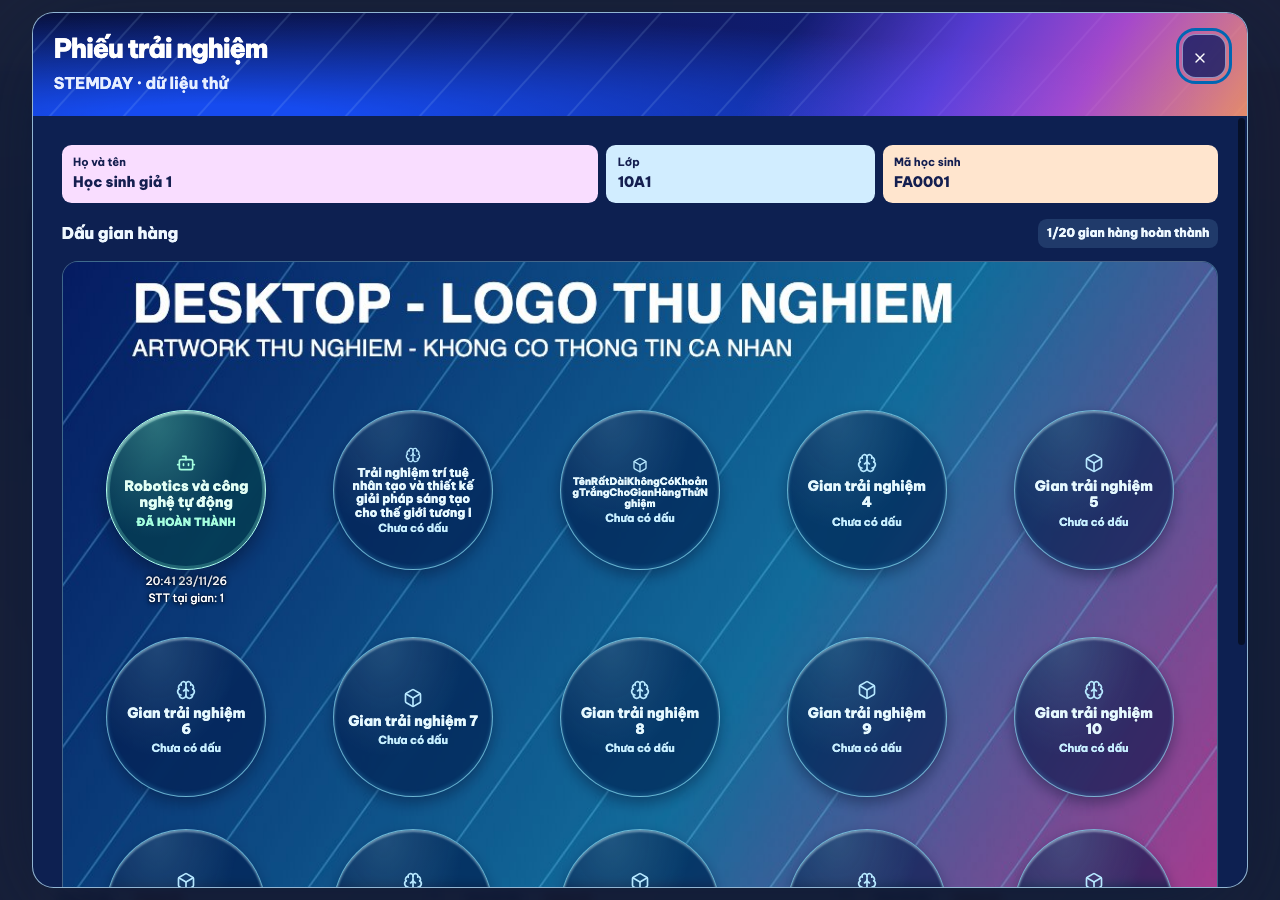 Phiếu trải nghiệm
STEMDAY · dữ liệu thử
Họ và tên
Học sinh giả 1
Lớp
10A1
Mã học sinh
FA0001
Dấu gian hàng
1/20 gian hàng hoàn thành
DESKTOP - LOGO THU NGHIEM
ARTWORK THU NGHIEM - KHONG CO THONG TIN CA NHAN
Robotics và công
nghệ tự động
ĐÃ HOÀN THÀNH
20:41 23/11/26
STT tại gian: 1
Trải nghiệm trí tuệ
nhân tạo và thiết kế
giải pháp sáng tạo
cho thế giới tương l
Chưa có dấu
TênRấtDàiKhôngCóKhoản
gTrắngChoGianHàngThửN
ghiệm
Chưa có dấu
Gian trải nghiệm
4
Chưa có dấu
Gian trải nghiệm
5
Chưa có dấu
Gian trải nghiệm
6
Chưa có dấu
Gian trải nghiệm 7
Chưa có dấu
Gian trải nghiệm
8
Chưa có dấu
Gian trải nghiệm
9
Chưa có dấu
Gian trải nghiệm
10
Chưa có dấu